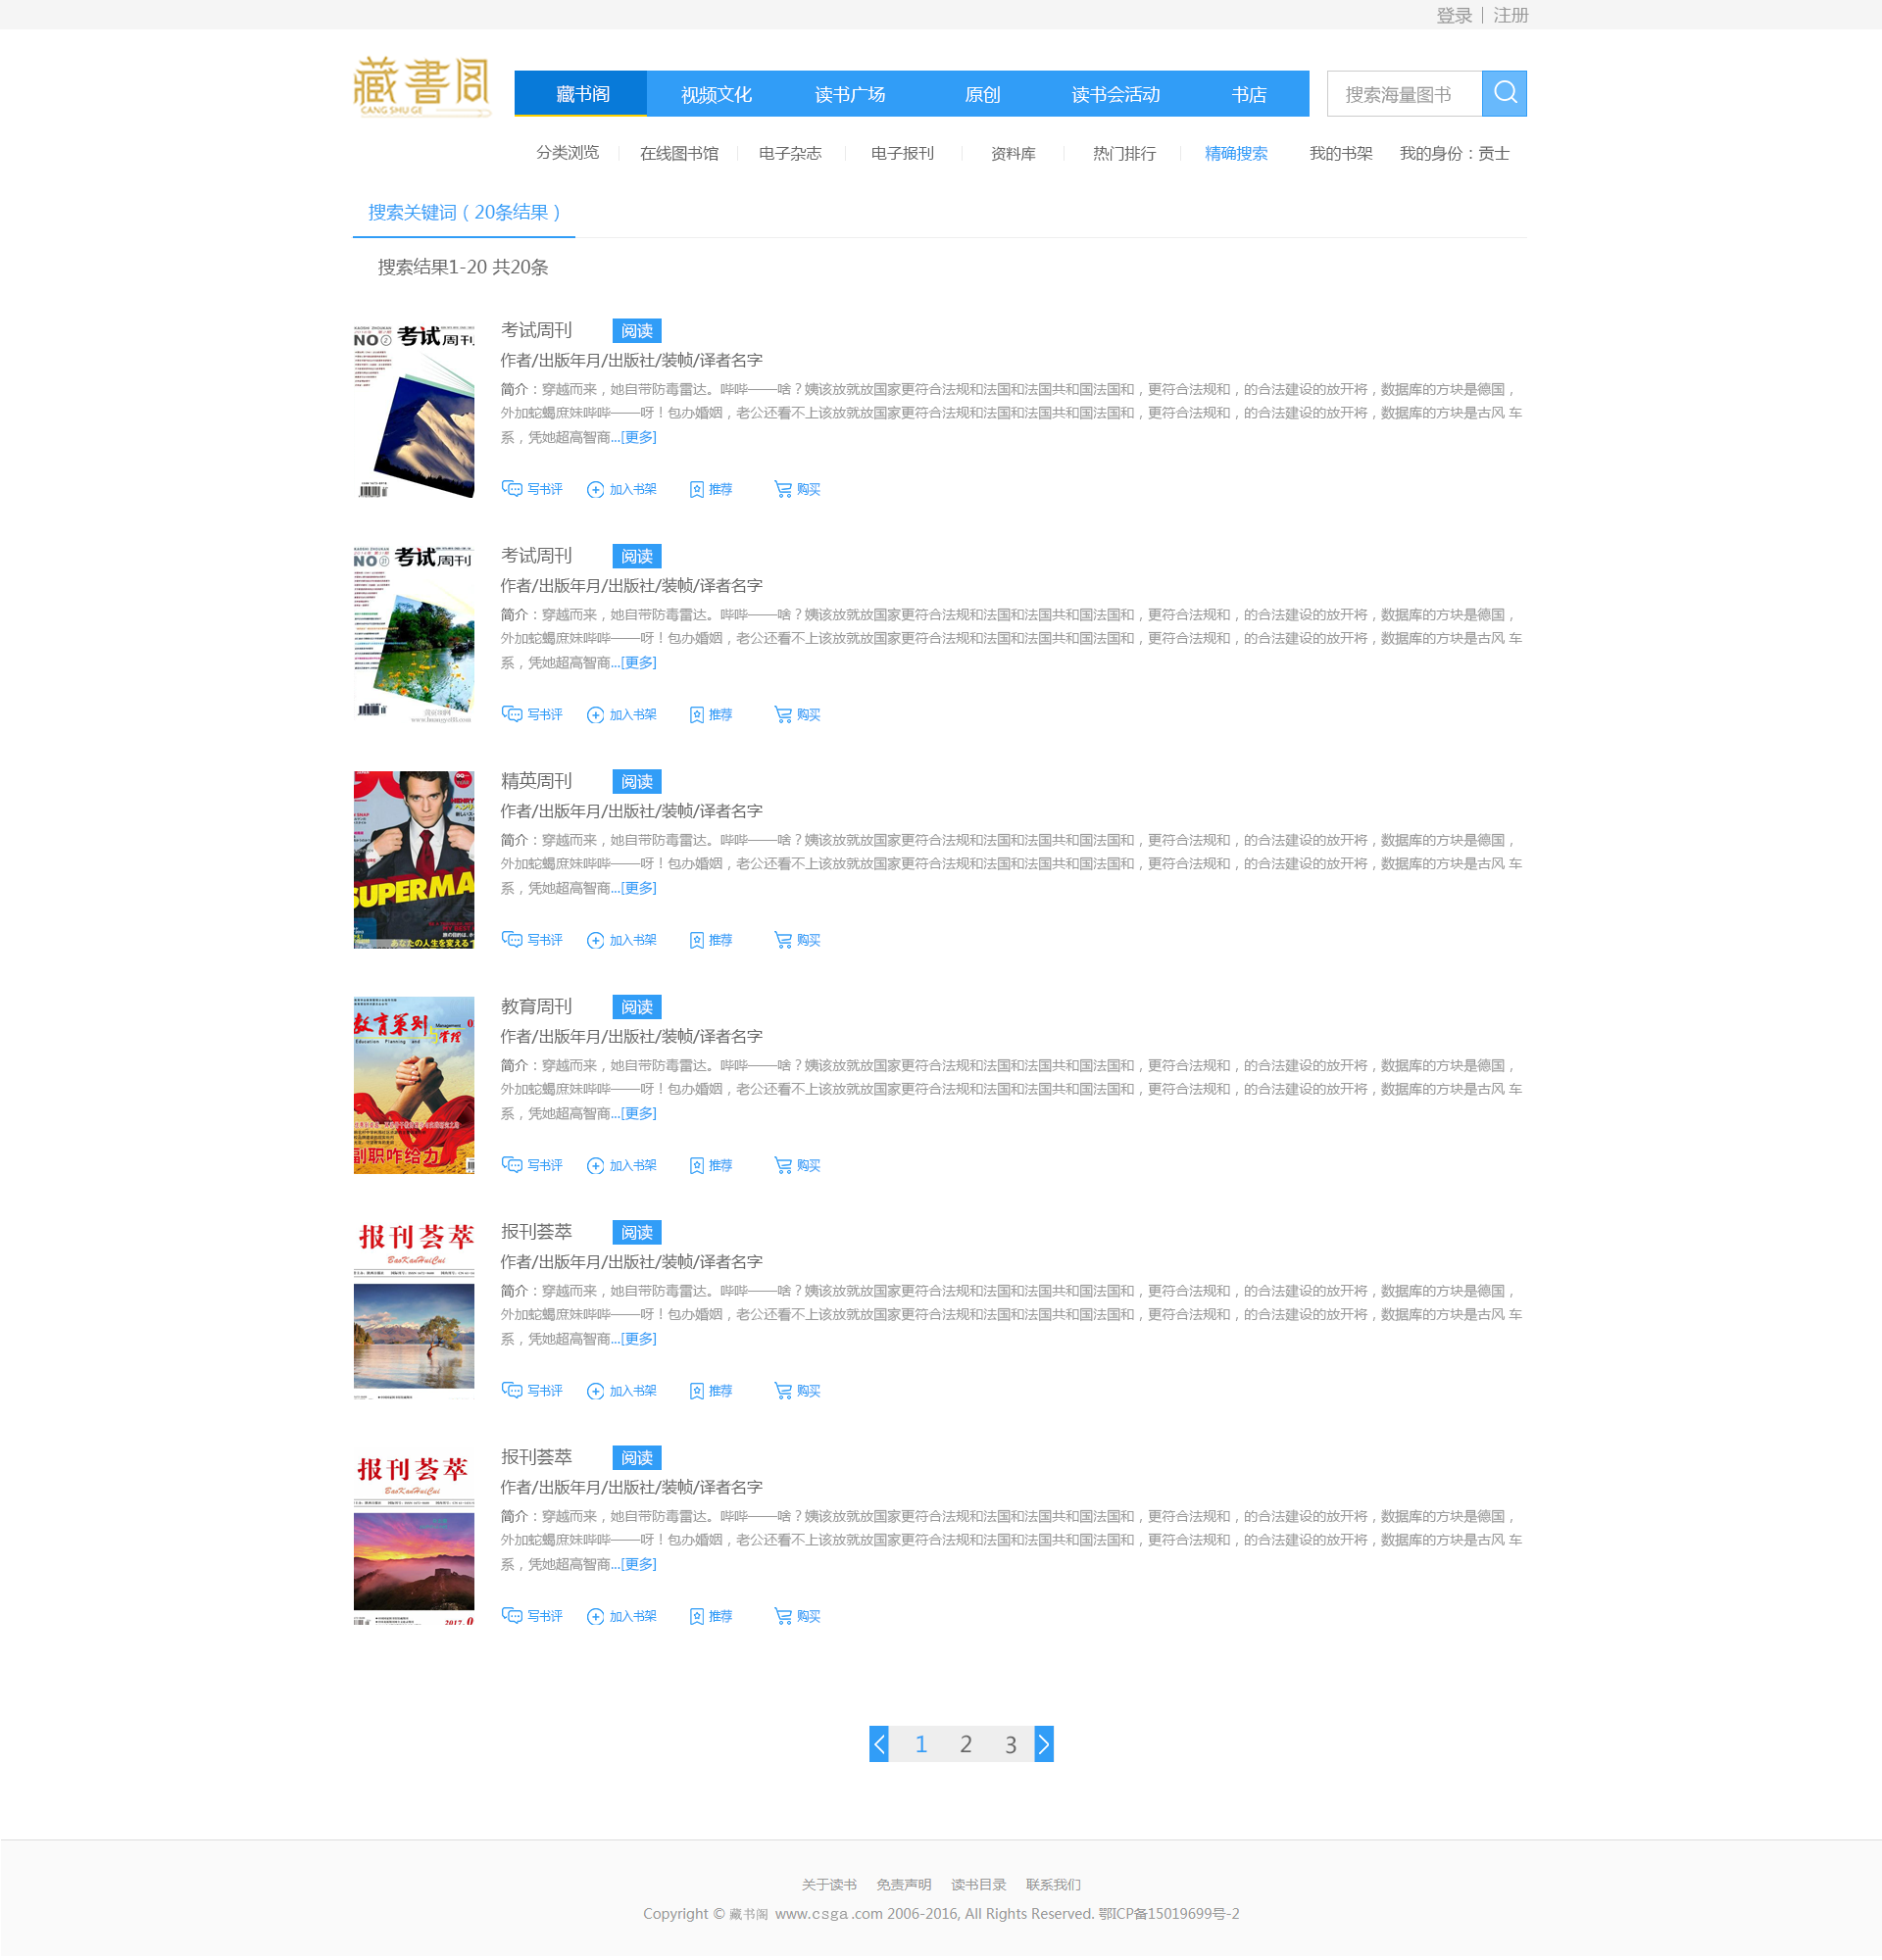 登录 | 注册
藏書阁
CANG SHU GE
藏书阁 视频文化 读书广场 原创 读书会活动 书店
搜索海量图书
分类浏览 在线图书馆 电子杂志 电子报刊 资料库 热门排行 精确搜索 我的书架 我的身份：贡士
搜索关键词（20条结果）
搜索结果1-20 共20条
NO 考试周刊
考试周刊 阅读
作者/出版年月/出版社/装帧/译者名字
简介：穿越而来，她自带防毒雷达。哔哔——啥？姨该放就放国家更符合法规和法国和法国共和国法国和，更符合法规和，的合法建设的放开将，数据库的方块是德国，
外加蛇蝎庶妹哔哔——呀！包办婚姻，老公还看不上该放就放国家更符合法规和法国和法国共和国法国和，更符合法规和，的合法建设的放开将，数据库的方块是古风 车
系，凭她超高智商...[更多]
写书评 加入书架 推荐 购买
NO 考试周刊
考试周刊 阅读
作者/出版年月/出版社/装帧/译者名字
简介：穿越而来，她自带防毒雷达。哔哔——啥？姨该放就放国家更符合法规和法国和法国共和国法国和，更符合法规和，的合法建设的放开将，数据库的方块是德国，
外加蛇蝎庶妹哔哔——呀！包办婚姻，老公还看不上该放就放国家更符合法规和法国和法国共和国法国和，更符合法规和，的合法建设的放开将，数据库的方块是古风 车
系，凭她超高智商...[更多]
写书评 加入书架 推荐 购买
SUPERMA
あなたの人生を変える
精英周刊 阅读
作者/出版年月/出版社/装帧/译者名字
简介：穿越而来，她自带防毒雷达。哔哔——啥？姨该放就放国家更符合法规和法国和法国共和国法国和，更符合法规和，的合法建设的放开将，数据库的方块是德国，
外加蛇蝎庶妹哔哔——呀！包办婚姻，老公还看不上该放就放国家更符合法规和法国和法国共和国法国和，更符合法规和，的合法建设的放开将，数据库的方块是古风 车
系，凭她超高智商...[更多]
写书评 加入书架 推荐 购买
教育策划与管理
Management
Education Planning and
副职咋给力
教育周刊 阅读
作者/出版年月/出版社/装帧/译者名字
简介：穿越而来，她自带防毒雷达。哔哔——啥？姨该放就放国家更符合法规和法国和法国共和国法国和，更符合法规和，的合法建设的放开将，数据库的方块是德国，
外加蛇蝎庶妹哔哔——呀！包办婚姻，老公还看不上该放就放国家更符合法规和法国和法国共和国法国和，更符合法规和，的合法建设的放开将，数据库的方块是古风 车
系，凭她超高智商...[更多]
写书评 加入书架 推荐 购买
报刊荟萃
BaoKanHuiCui
报刊荟萃 阅读
作者/出版年月/出版社/装帧/译者名字
简介：穿越而来，她自带防毒雷达。哔哔——啥？姨该放就放国家更符合法规和法国和法国共和国法国和，更符合法规和，的合法建设的放开将，数据库的方块是德国，
外加蛇蝎庶妹哔哔——呀！包办婚姻，老公还看不上该放就放国家更符合法规和法国和法国共和国法国和，更符合法规和，的合法建设的放开将，数据库的方块是古风 车
系，凭她超高智商...[更多]
写书评 加入书架 推荐 购买
报刊荟萃
BaoKanHuiCui
2017.0
报刊荟萃 阅读
作者/出版年月/出版社/装帧/译者名字
简介：穿越而来，她自带防毒雷达。哔哔——啥？姨该放就放国家更符合法规和法国和法国共和国法国和，更符合法规和，的合法建设的放开将，数据库的方块是德国，
外加蛇蝎庶妹哔哔——呀！包办婚姻，老公还看不上该放就放国家更符合法规和法国和法国共和国法国和，更符合法规和，的合法建设的放开将，数据库的方块是古风 车
系，凭她超高智商...[更多]
写书评 加入书架 推荐 购买
1 2 3
关于读书 免责声明 读书目录 联系我们
Copyright © 藏书阁 www.csga.com 2006-2016, All Rights Reserved. 鄂ICP备15019699号-2